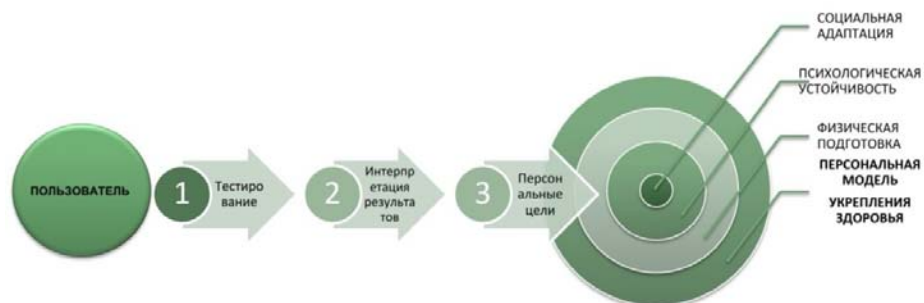 СОЦИАЛЬНАЯ
АДАПТАЦИЯ
ПСИХОЛОГИЧЕСКАЯ
УСТОЙЧИВОСТЬ
ФИЗИЧЕСКАЯ
ПОДГОТОВКА
ПЕРСОНАЛЬНАЯ
МОДЕЛЬ
УКРЕПЛЕНИЯ
ЗДОРОВЬЯ
ПОЛЬЗОВАТЕЛЬ
1
Тестиро
вание
2
Интерпр
етация
результа
тов
3
Персон
альные
цели